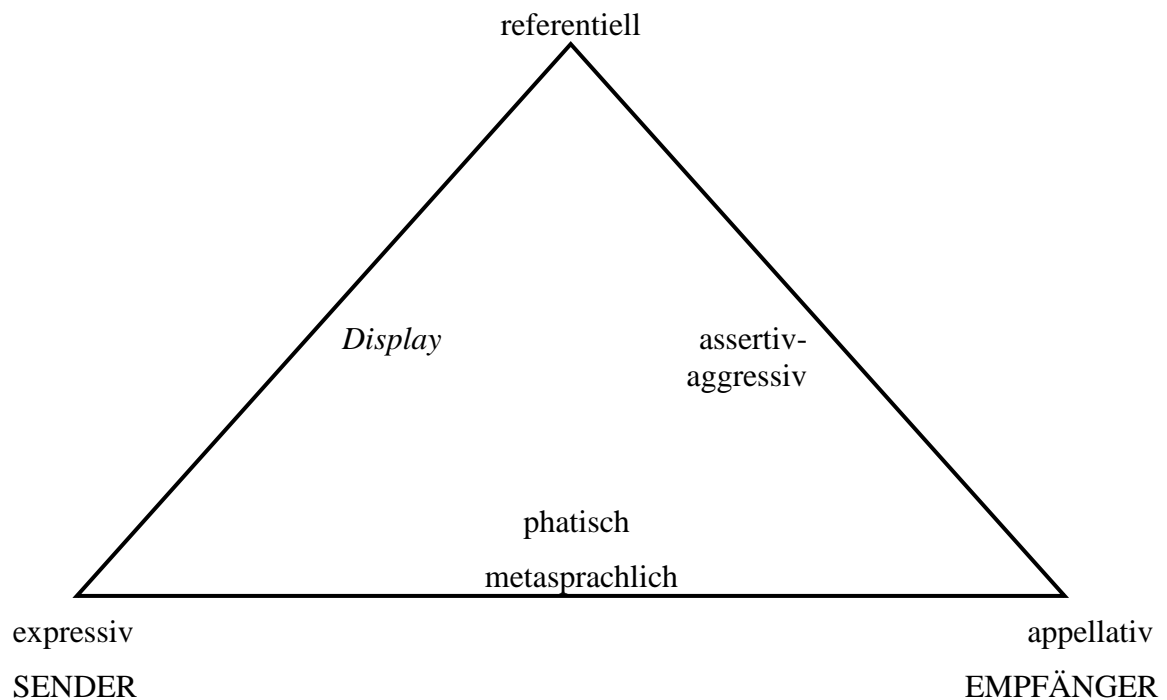 referentiell
Display
assertiv-
aggressiv
phatisch
metasprachlich
expressiv
appellativ
SENDER
EMPFÄNGER